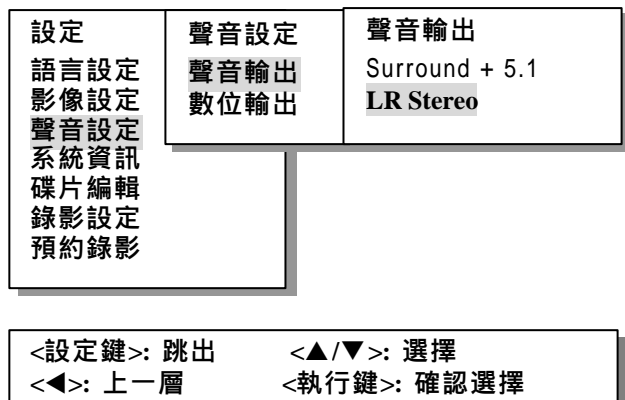 設定
語言設定
影像設定
聲音設定
系統資訊
碟片編輯
錄影設定
預約錄影
聲音設定
聲音輸出
數位輸出
聲音輸出
Surround + 5.1
LR Stereo
<設定鍵>: 跳出 <▲/▼>: 選擇
<◀>: 上一層 <執行鍵>: 確認選擇